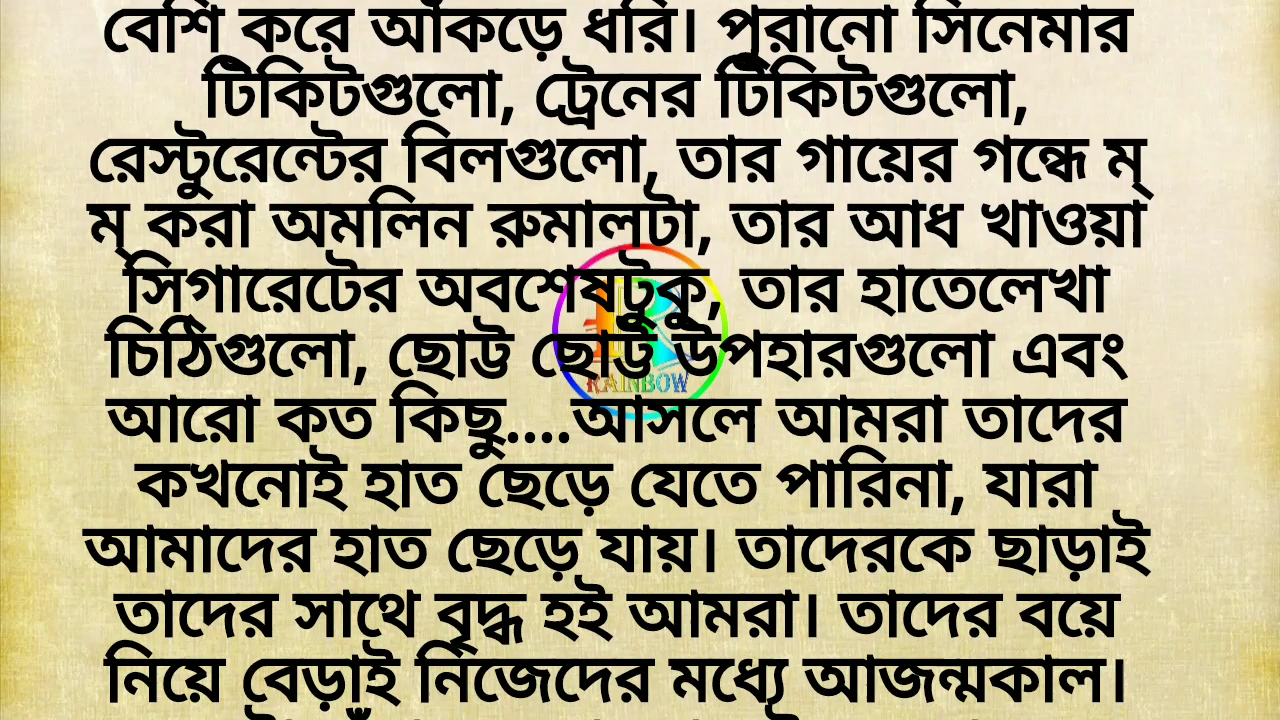 বেশি করে আঁকড়ে ধরি। পুরানো সিনেমার
টিকিটগুলো, ট্রেনের টিকিটগুলো,
রেস্টুরেন্টের বিলগুলো, তার গায়ের গন্ধে ম্
ম্ করা অমলিন রুমালটা, তার আধ খাওয়া
সিগারেটের অবশেষটুকু, তার হাতেলেখা
চিঠিগুলো, ছোট্ট ছোট্ট উপহারগুলো এবং
RAINBOW
আরো কত কিছু....আসলে আমরা তাদের
কখনোই হাত ছেড়ে যেতে পারিনা, যারা
আমাদের হাত ছেড়ে যায়। তাদেরকে ছাড়াই
তাদের সাথে বৃদ্ধ হই আমরা। তাদের বয়ে
নিয়ে বেড়াই নিজেদের মধ্যে আজন্মকাল।